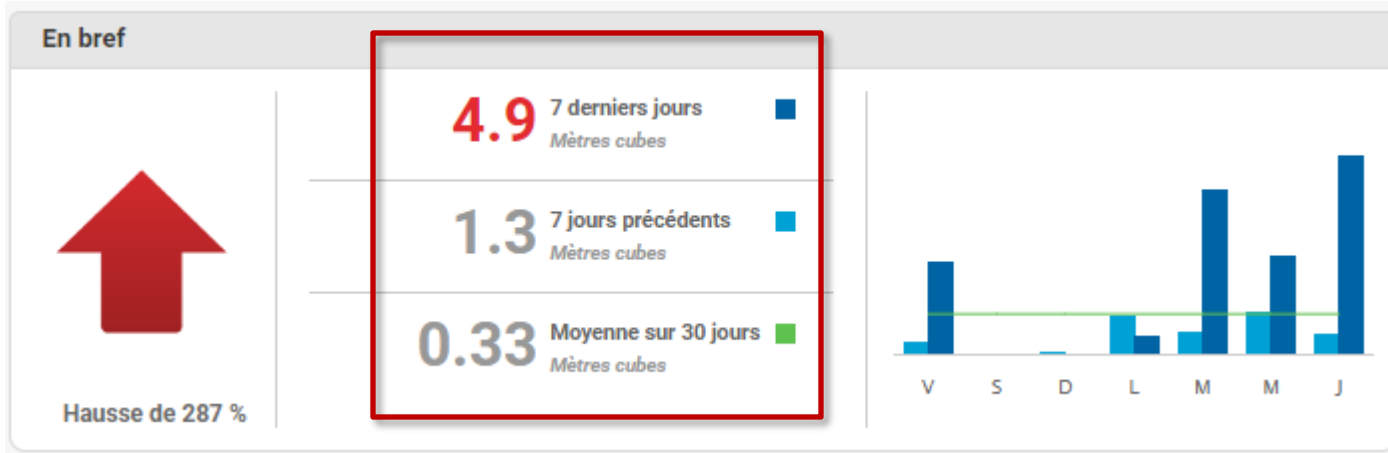 En bref
Hausse de 287 %
4.9 7 derniers jours
Mètres cubes
1.3 7 jours précédents
Mètres cubes
0.33 Moyenne sur 30 jours
Mètres cubes
V S D L M M J